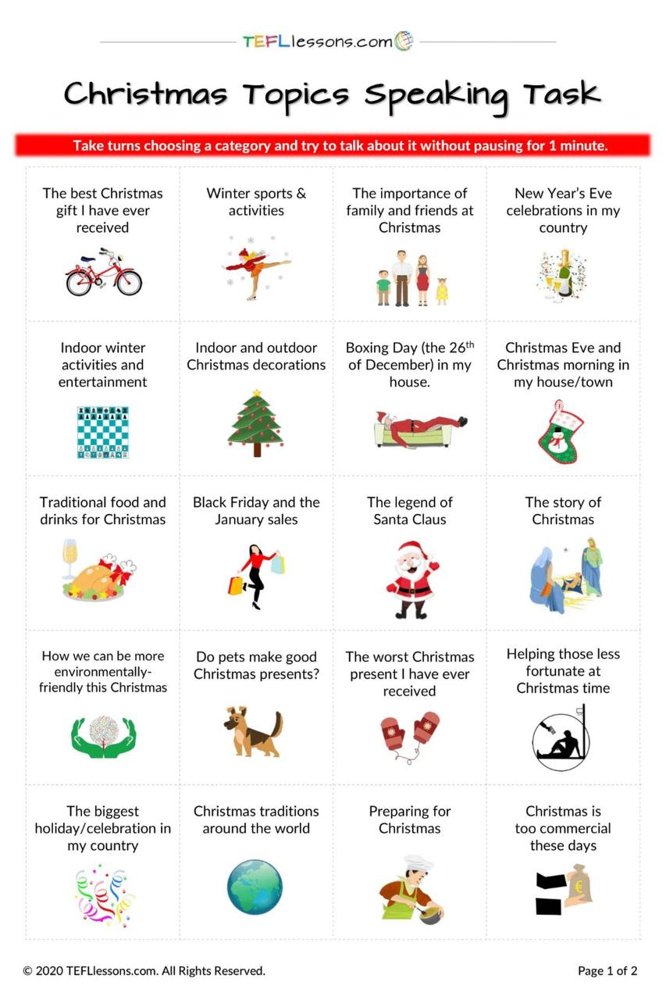 TEFLlessons.com
Christmas Topics Speaking Task
Take turns choosing a category and try to talk about it without pausing for 1 minute.
The best Christmas
gift I have ever
received
Winter sports &
activities
The importance of
family and friends at
Christmas
New Year’s Eve
celebrations in my
country
Indoor winter
activities and
entertainment
Indoor and outdoor
Christmas decorations
Boxing Day (the 26th
of December) in my
house.
Christmas Eve and
Christmas morning in
my house/town
Traditional food and
drinks for Christmas
Black Friday and the
January sales
The legend of
Santa Claus
The story of
Christmas
How we can be more
environmentally-
friendly this Christmas
Do pets make good
Christmas presents?
The worst Christmas
present I have ever
received
Helping those less
fortunate at
Christmas time
The biggest
holiday/celebration in
my country
Christmas traditions
around the world
Preparing for
Christmas
Christmas is
too commercial
these days
€
© 2020 TEFLlessons.com. All Rights Reserved.
Page 1 of 2